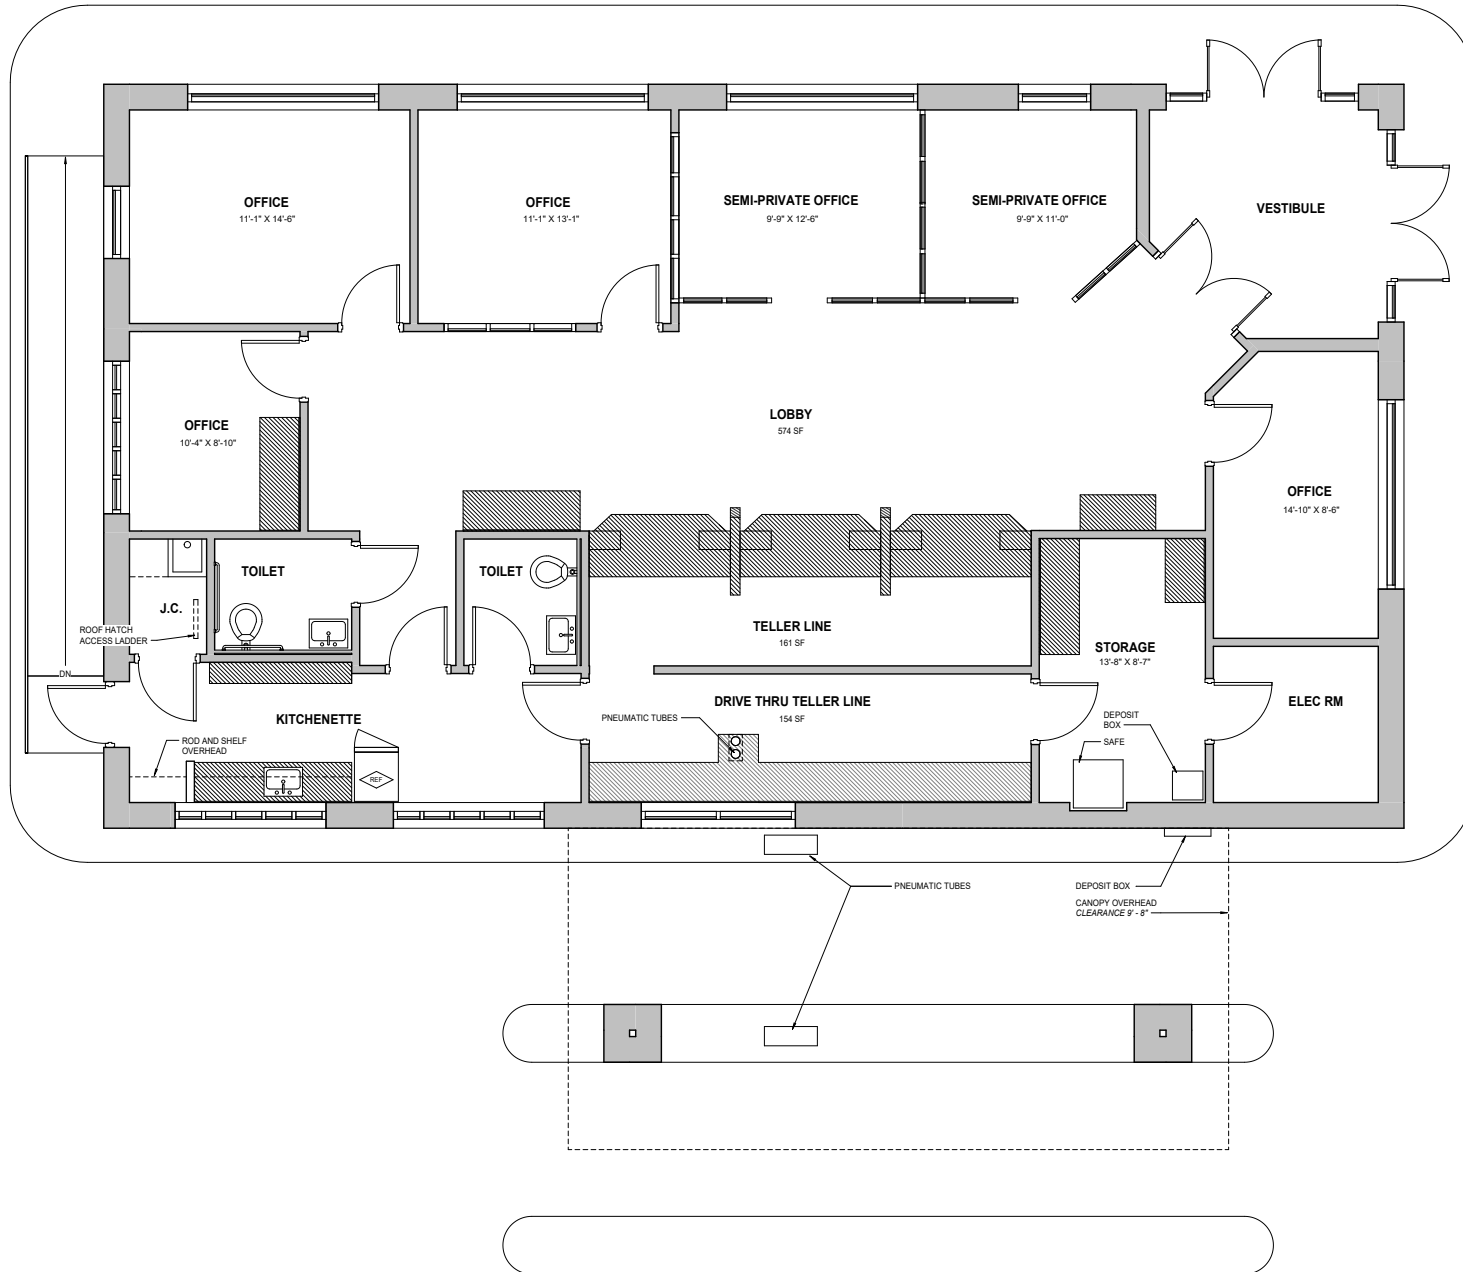 OFFICE
11'-1" X 14'-6"
OFFICE
11'-1" X 13'-1"
SEMI-PRIVATE OFFICE
9'-9" X 12'-6"
SEMI-PRIVATE OFFICE
9'-9" X 11'-0"
VESTIBULE
OFFICE
10'-4" X 8'-10"
LOBBY
574 SF
OFFICE
14'-10" X 8'-6"
TOILET
TOILET
J.C.
ROOF HATCH
ACCESS LADDER
TELLER LINE
161 SF
STORAGE
13'-8" X 8'-7"
DN
KITCHENETTE
DRIVE THRU TELLER LINE
154 SF
PNEUMATIC TUBES
ELEC RM
DEPOSIT
BOX
SAFE
ROD AND SHELF
OVERHEAD
REF
PNEUMATIC TUBES
DEPOSIT BOX
CANOPY OVERHEAD
CLEARANCE 9' - 8"